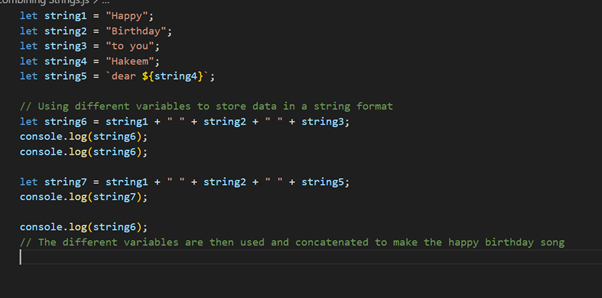 ombining Strings.js > ...
let string1 = "Happy";
let string2 = "Birthday";
let string3 = "to you";
let string4 = "Hakeem";
let string5 = `dear ${string4}`;
// Using different variables to store data in a string format
let string6 = string1 + " " + string2 + " " + string3;
console.log(string6);
console.log(string6);
let string7 = string1 + " " + string2 + " " + string5;
console.log(string7);
console.log(string6);
// The different variables are then used and concatenated to make the happy birthday song